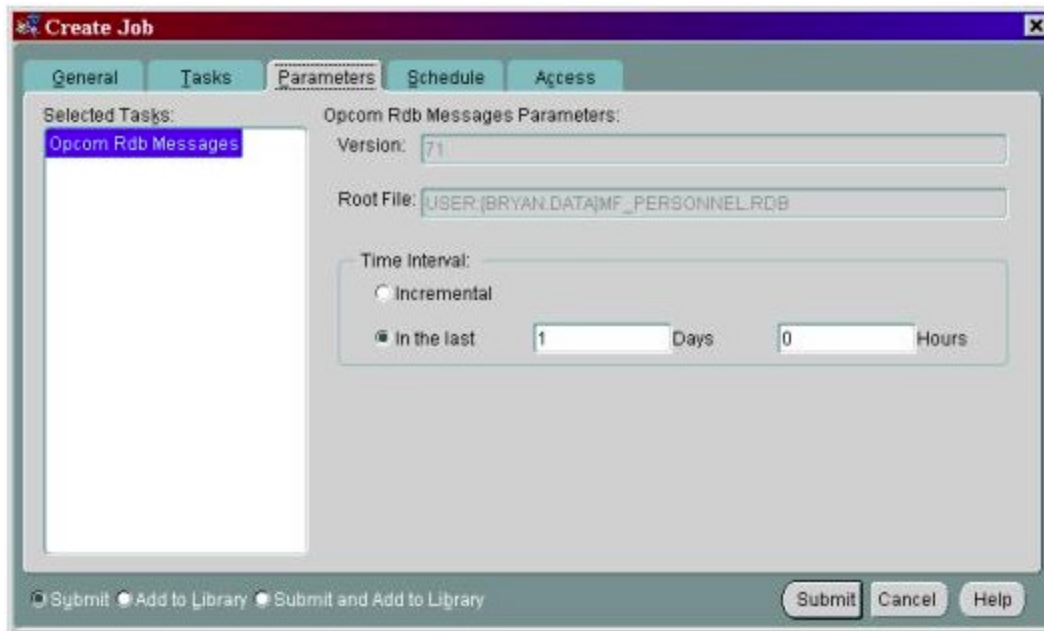 Create Job
General Tasks Parameters Schedule Access
Selected Tasks:
Opcom Rdb Messages
Opcom Rdb Messages Parameters:
Version: 71
Root File: USER:[BRYAN.DATA]MF_PERSONNEL.RDB
Time Interval:
Incremental
In the last 1 Days 0 Hours
Submit Add to Library Submit and Add to Library
Submit Cancel Help